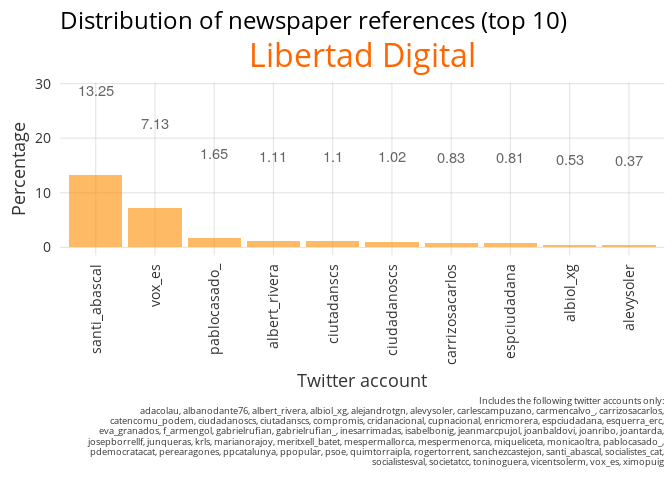 Distribution of newspaper references (top 10)
Libertad Digital
Percentage
30
20
10
0
13.25
7.13
1.65
1.11
1.1
1.02
0.83
0.81
0.53
0.37
santi_abascal
vox_es
pablocasado_
albert_rivera
ciutadanscs
ciudadanoscs
carrizosacarlos
espciudadana
albiol_xg
alevysoler
Twitter account
Includes the following twitter accounts only:
adacolau, albanodante76, albert_rivera, albiol_xg, alejandrotgn, alevysoler, carlescampuzano, carmencalvo_, carrizosacarlos,
catencomu_podem, ciudadanoscs, ciutadanscs, compromis, cridanacional, cupnacional, enricmorera, espciudadana, esquerra_erc,
eva_granados, f_armengol, gabrielrufian, gabrielrufian_, inesarrimadas, isabelbonig, jeanmarcpujol, joanbaldovi, joanribo, joantarda,
josepborrellf, junqueras, krls, marianorajoy, meritxell_batet, mespermallorca, mespermenorca, miqueliceta, monicaoltra, pablocasado_,
pdemocratacat, perearagones, ppcatalunya, ppopular, psoe, quimtorraipla, rogertorrent, sanchezcastejon, santi_abascal, socialistes_cat,
socialistesval, societatcc, toninoguera, vicentsolerm, vox_es, ximopuig